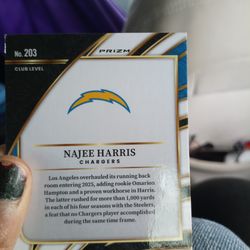 No. 203
PRIZM
CLUB LEVEL
NAJEE HARRIS
CHARGERS
Los Angeles overhauled its running back
room entering 2025, adding rookie Omarion
Hampton and a proven workhorse in Harris.
The latter rushed for more than 1,000 yards
in each of his four seasons with the Steelers,
a feat that no Chargers player accomplished
during the same time frame.